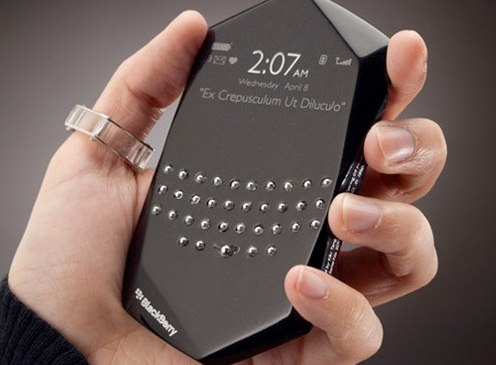 2:07AM
Wednesday April 8
"Ex Crepusculum Ut Diluculo"
BlackBerry